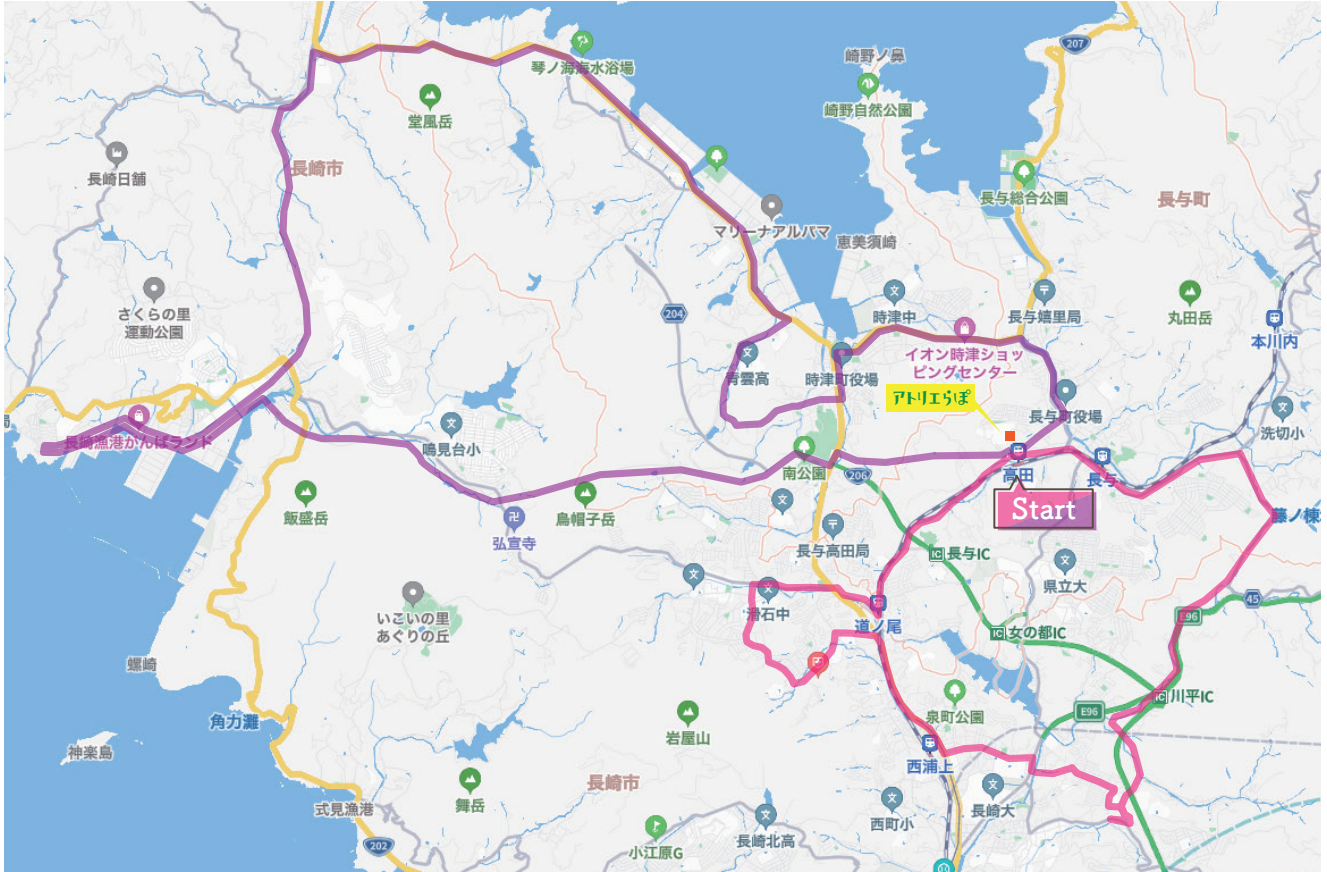 207
琴ノ海海水浴場
崎野ノ鼻
崎野自然公園
堂風岳
長崎市
長崎日舗
長与総合公園
長与町
マリーナアルパマ
恵美須崎
さくらの里
運動公園
204
時津中
長与嬉里局
丸田岳
本川内
イオン時津ショッ
ピングセンター
青雲高
時津町役場
アトリエらぽ
長与町役場
局
長崎漁港がんばランド
鳴見台小
洗切小
南公園
206
高田
長与
飯盛岳
烏帽子岳
Start
藤ノ棟
弘宣寺
長与高田局
IC 長与IC
県立大
45
いこいの里
あぐりの丘
滑石中
道ノ尾
E96
IC 女の都IC
螺崎
IC 川平IC
角力灘
泉町公園
E96
岩屋山
神楽島
西浦上
長崎市
舞岳
式見漁港
西町小
長崎大
202
小江原G
長崎北高